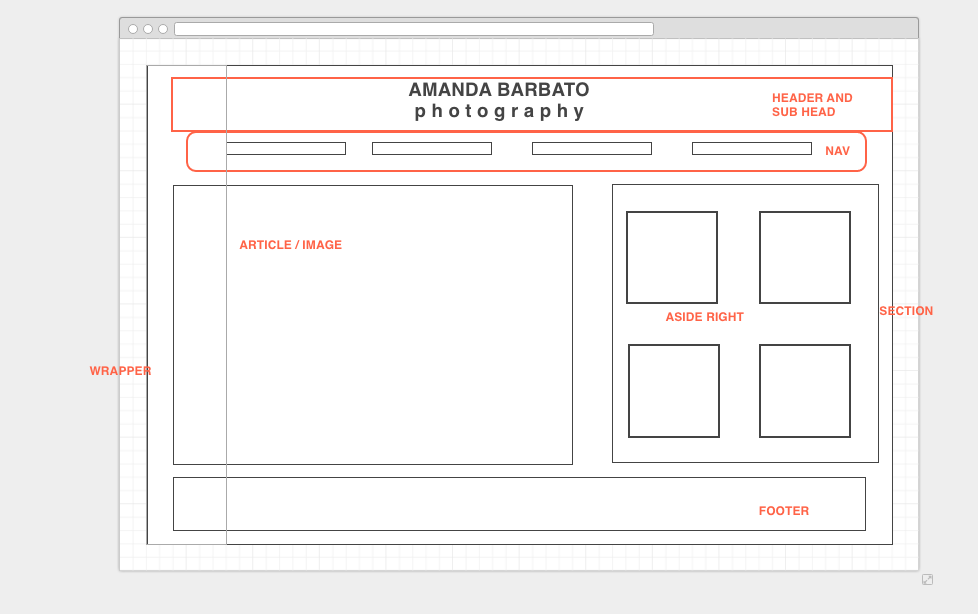 AMANDA BARBATO
photography
HEADER AND
SUB HEAD
NAV
ARTICLE / IMAGE
ASIDE RIGHT
SECTION
WRAPPER
FOOTER